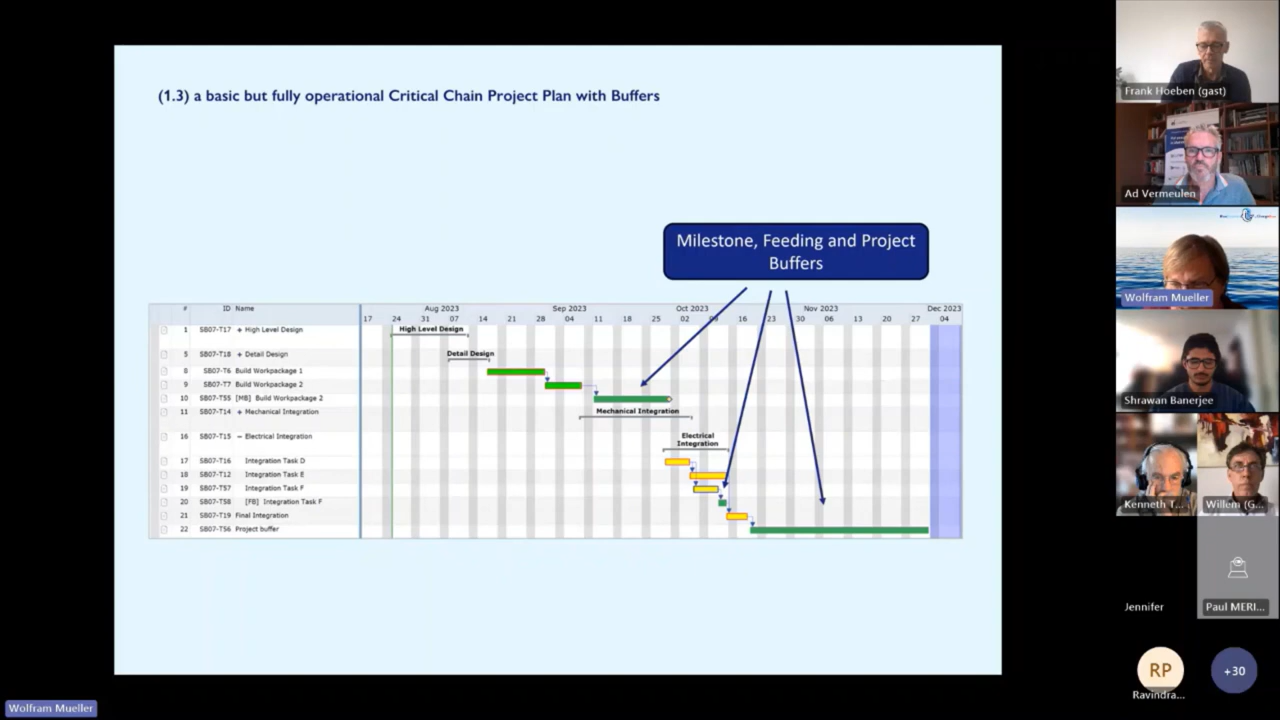 (1.3) a basic but fully operational Critical Chain Project Plan with Buffers
Milestone, Feeding and Project
Buffers
# ID Name
Aug 2023 Sep 2023 Oct 2023 Nov 2023 Dec 2023
17 24 31 07 14 21 28 04 11 18 25 02 09 16 23 30 06 13 20 27 04
1 SB07-T17 + High Level Design
High Level Design
5 SB07-T18 + Detail Design
Detail Design
8 SB07-T6 Build Workpackage 1
9 SB07-T7 Build Workpackage 2
10 SB07-T55 [MB] Build Workpackage 2
11 SB07-T14 + Mechanical Integration
Mechanical Integration
16 SB07-T15 − Electrical Integration
Electrical
Integration
17 SB07-T16 Integration Task D
18 SB07-T12 Integration Task E
19 SB07-T57 Integration Task F
20 SB07-T58 [FB] Integration Task F
21 SB07-T19 Final Integration
22 SB07-T56 Project buffer
Frank Hoeben (gast)
Ad Vermeulen
Wolfram Mueller
Shrawan Banerjee
Kenneth T...
Willem (G...
Jennifer
Paul MERI...
RP
Ravindra...
+30
Wolfram Mueller